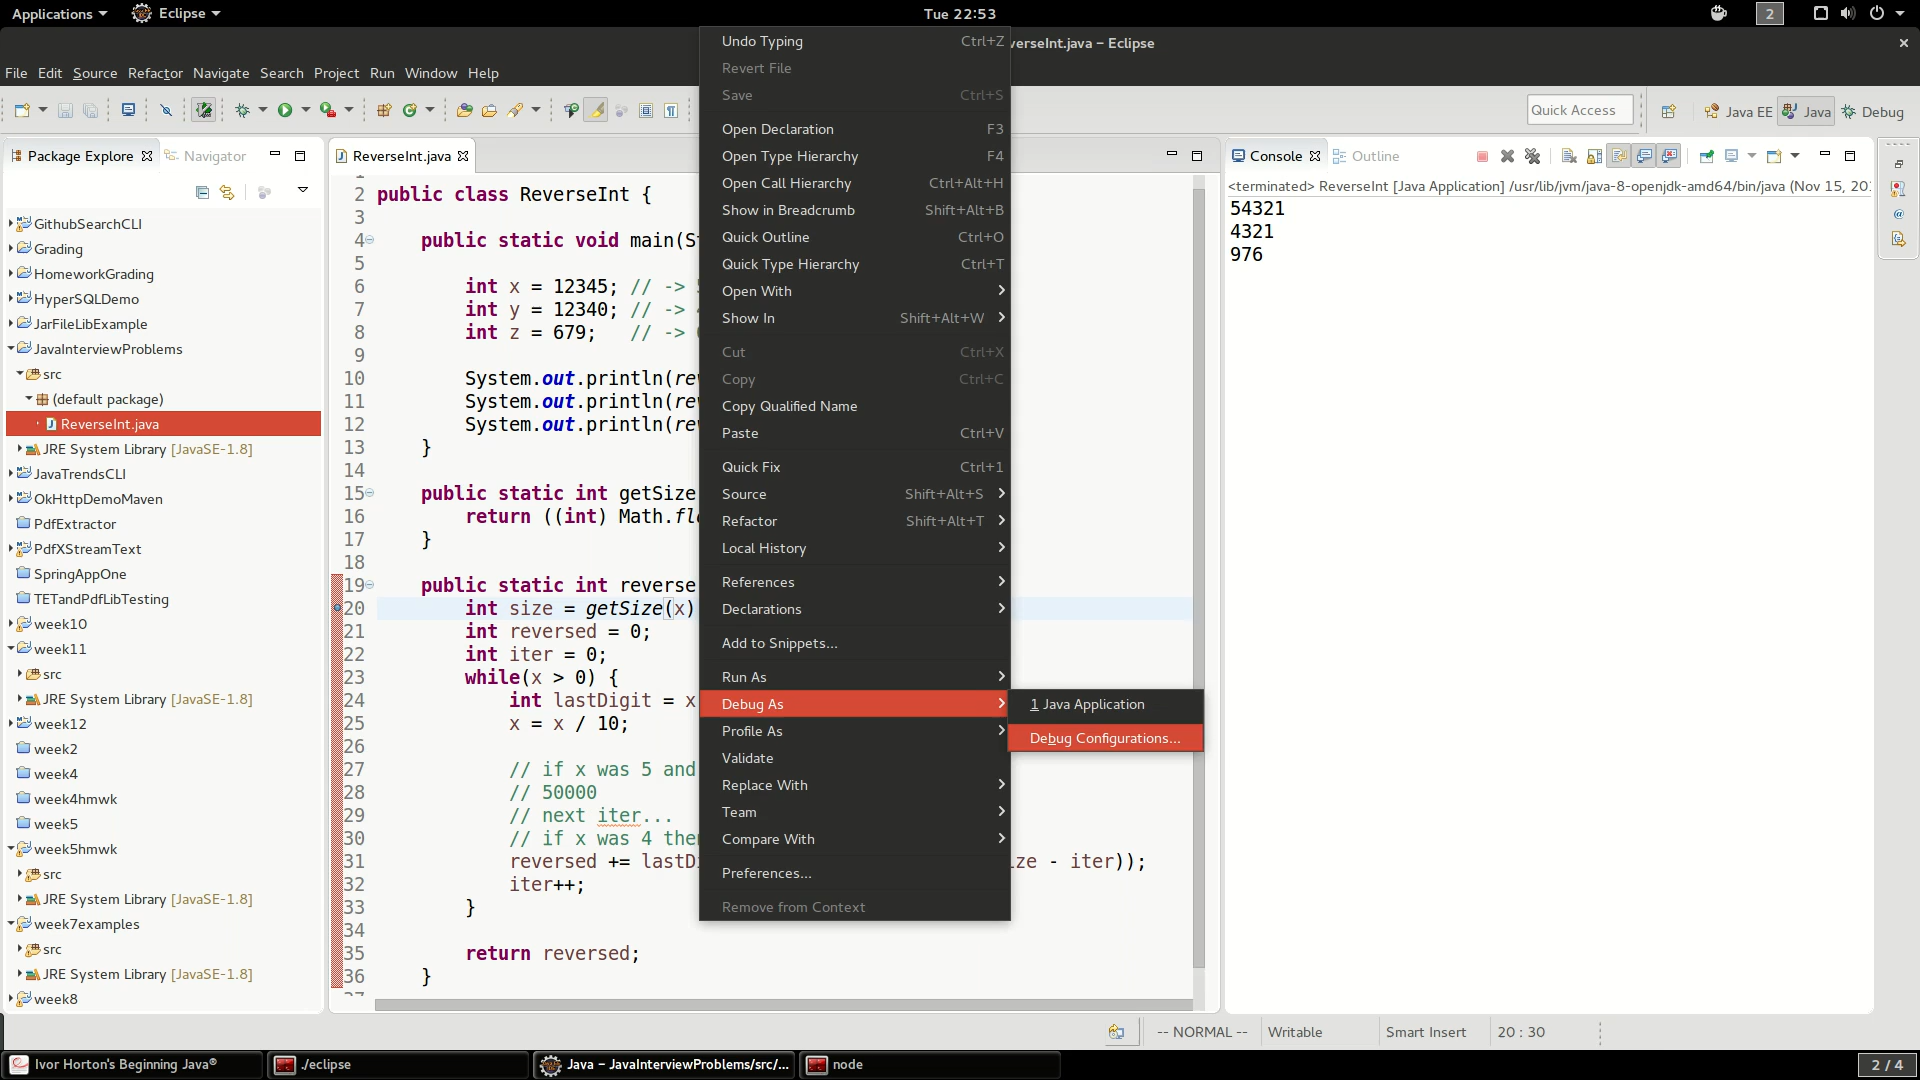 Applications
Eclipse
Tue 22:53
2
verseInt.java – Eclipse
File Edit Source Refactor Navigate Search Project Run Window Help
Quick Access
Java EE
Java
Debug
Package Explore
Navigator
GithubSearchCLI
Grading
HomeworkGrading
HyperSQLDemo
JarFileLibExample
JavaInterviewProblems
src
(default package)
ReverseInt.java
JRE System Library [JavaSE-1.8]
JavaTrendsCLI
OkHttpDemoMaven
PdfExtractor
PdfXStreamText
SpringAppOne
TETandPdfLibTesting
week10
week11
src
JRE System Library [JavaSE-1.8]
week12
week2
week4
week4hmwk
week5
week5hmwk
src
JRE System Library [JavaSE-1.8]
week7examples
src
JRE System Library [JavaSE-1.8]
week8
ReverseInt.java
2 public class ReverseInt {
3
4 public static void main(S
5
6 int x = 12345; // ->
7 int y = 12340; // ->
8 int z = 679; // ->
9
10 System.out.println(re
11 System.out.println(re
12 System.out.println(re
13 }
14
15 public static int getSize
16 return ((int) Math.fl
17 }
18
19 public static int reverse
20 int size = getSize(x)
21 int reversed = 0;
22 int iter = 0;
23 while(x > 0) {
24 int lastDigit = x
25 x = x / 10;
26
27 // if x was 5 and
28 // 50000
29 // next iter...
30 // if x was 4 the
31 reversed += lastD ize - iter));
32 iter++;
33 }
34
35 return reversed;
36 }
Undo Typing Ctrl+Z
Revert File
Save Ctrl+S
Open Declaration F3
Open Type Hierarchy F4
Open Call Hierarchy Ctrl+Alt+H
Show in Breadcrumb Shift+Alt+B
Quick Outline Ctrl+O
Quick Type Hierarchy Ctrl+T
Open With
Show In Shift+Alt+W
Cut Ctrl+X
Copy Ctrl+C
Copy Qualified Name
Paste Ctrl+V
Quick Fix Ctrl+1
Source Shift+Alt+S
Refactor Shift+Alt+T
Local History
References
Declarations
Add to Snippets...
Run As
Debug As
Profile As
Validate
Replace With
Team
Compare With
Preferences...
Remove from Context
1 Java Application
Debug Configurations...
Console
Outline
<terminated> ReverseInt [Java Application] /usr/lib/jvm/java-8-openjdk-amd64/bin/java (Nov 15, 20
54321
4321
976
-- NORMAL --
Writable
Smart Insert
20 : 30
Ivor Horton's Beginning Java®
./eclipse
Java – JavaInterviewProblems/src/...
node
2 / 4